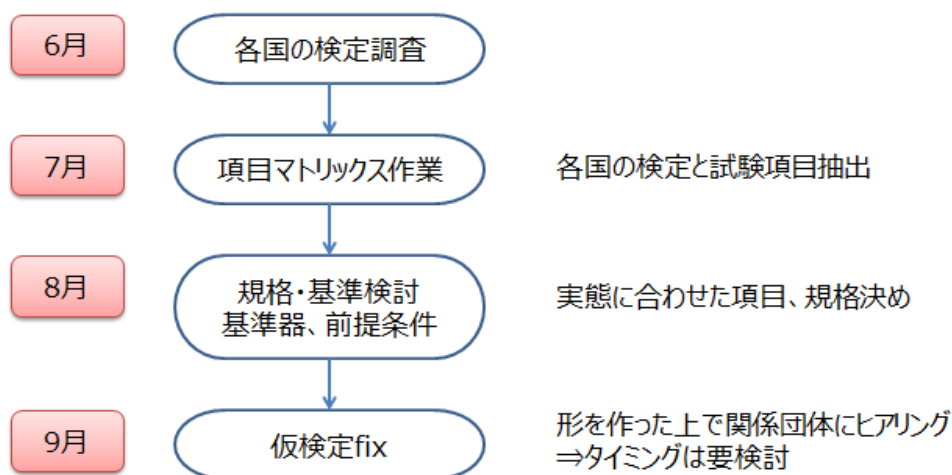 6月
各国の検定調査
7月
項目マトリックス作業
各国の検定と試験項目抽出
8月
規格・基準検討
基準器、前提条件
実態に合わせた項目、規格決め
9月
仮検定fix
形を作った上で関係団体にヒアリング
⇒タイミングは要検討